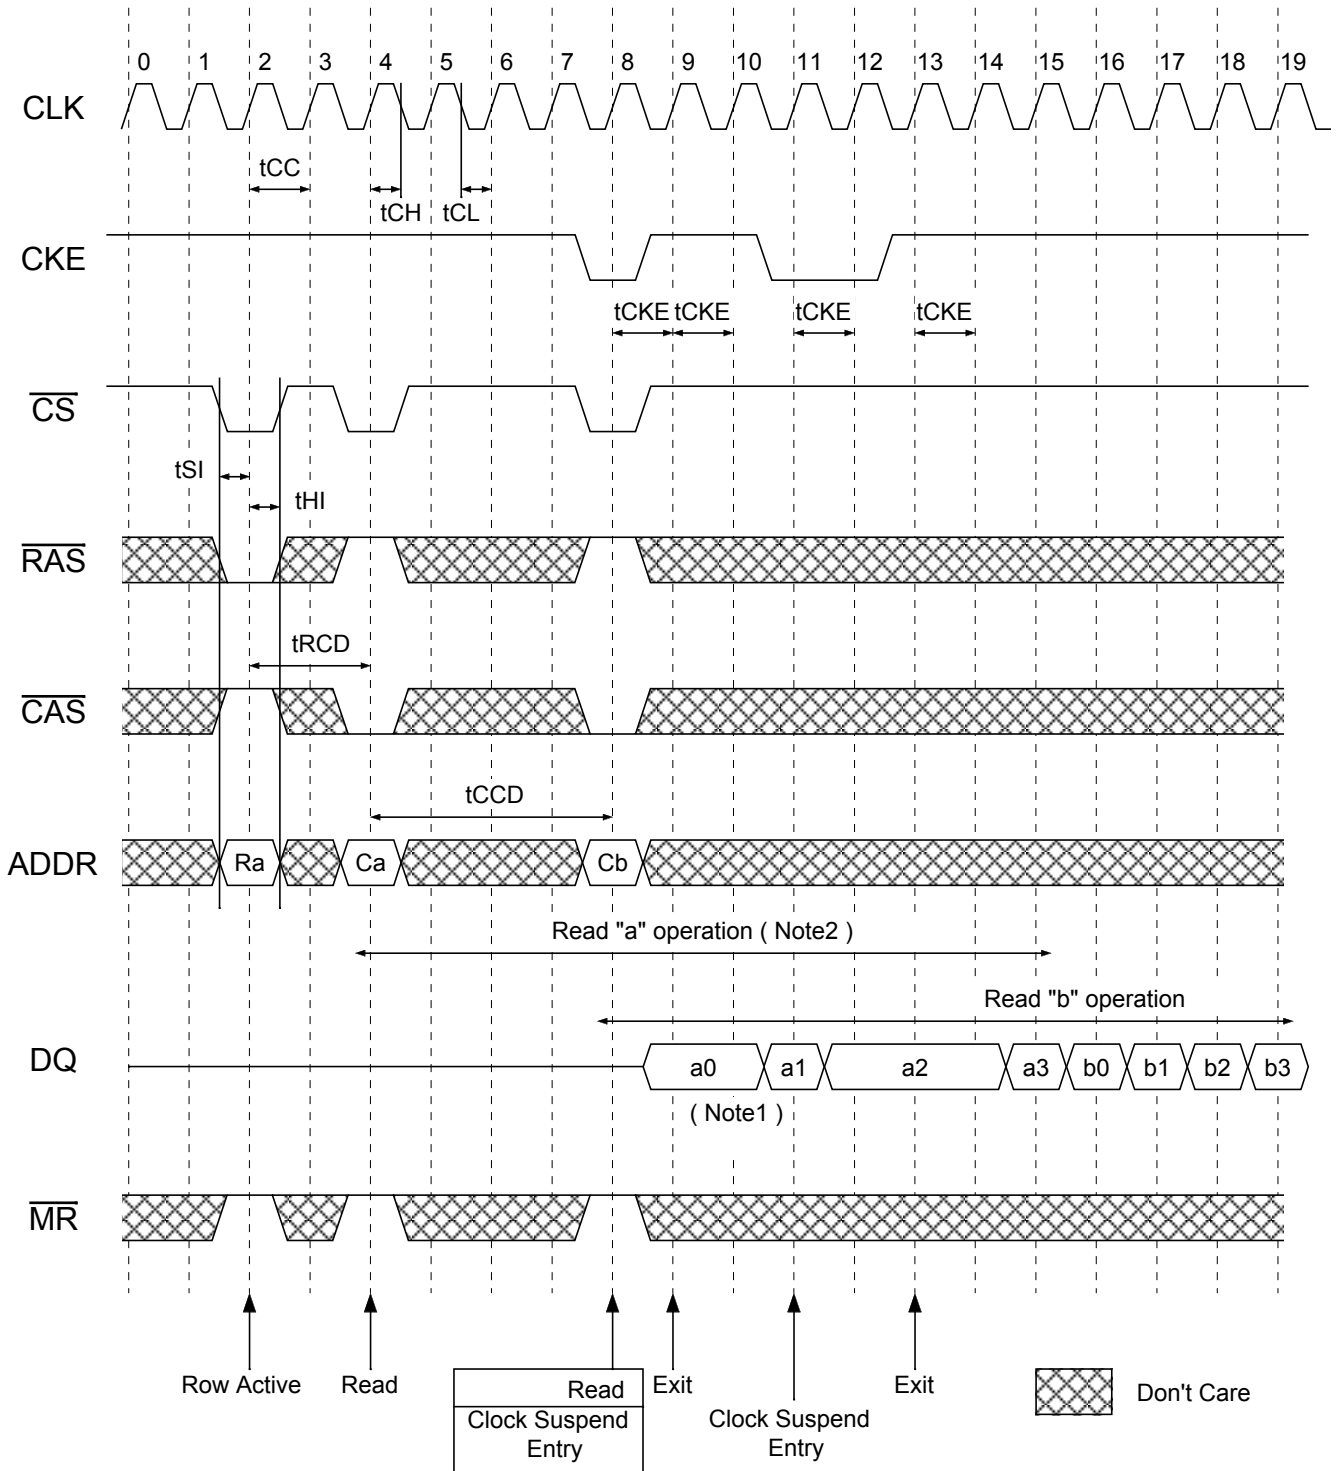 0 1 2 3 4 5 6 7 8 9 10 11 12 13 14 15 16 17 18 19
CLK
tCC
tCH tCL
CKE
tCKE tCKE tCKE tCKE
CS
tSI
tHI
RAS
tRCD
CAS
tCCD
ADDR Ra Ca Cb
Read "a" operation ( Note2 )
Read "b" operation
DQ a0 a1 a2 a3 b0 b1 b2 b3
( Note1 )
MR
Row Active Read Read Exit Exit Don't Care
Clock Suspend Clock Suspend
Entry Entry